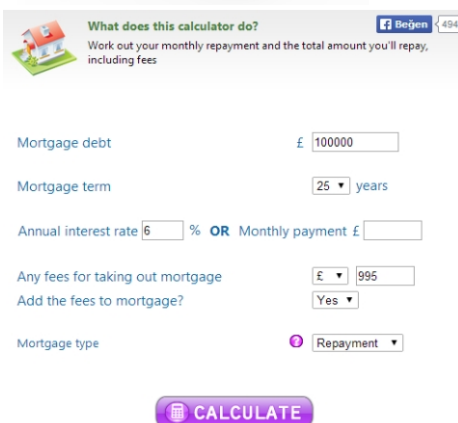 What does this calculator do?
Beğen 494
Work out your monthly repayment and the total amount you'll repay,
including fees
Mortgage debt £ 100000
Mortgage term 25 years
Annual interest rate 6 % OR Monthly payment £
Any fees for taking out mortgage £ 995
Add the fees to mortgage? Yes
Mortgage type ? Repayment
CALCULATE